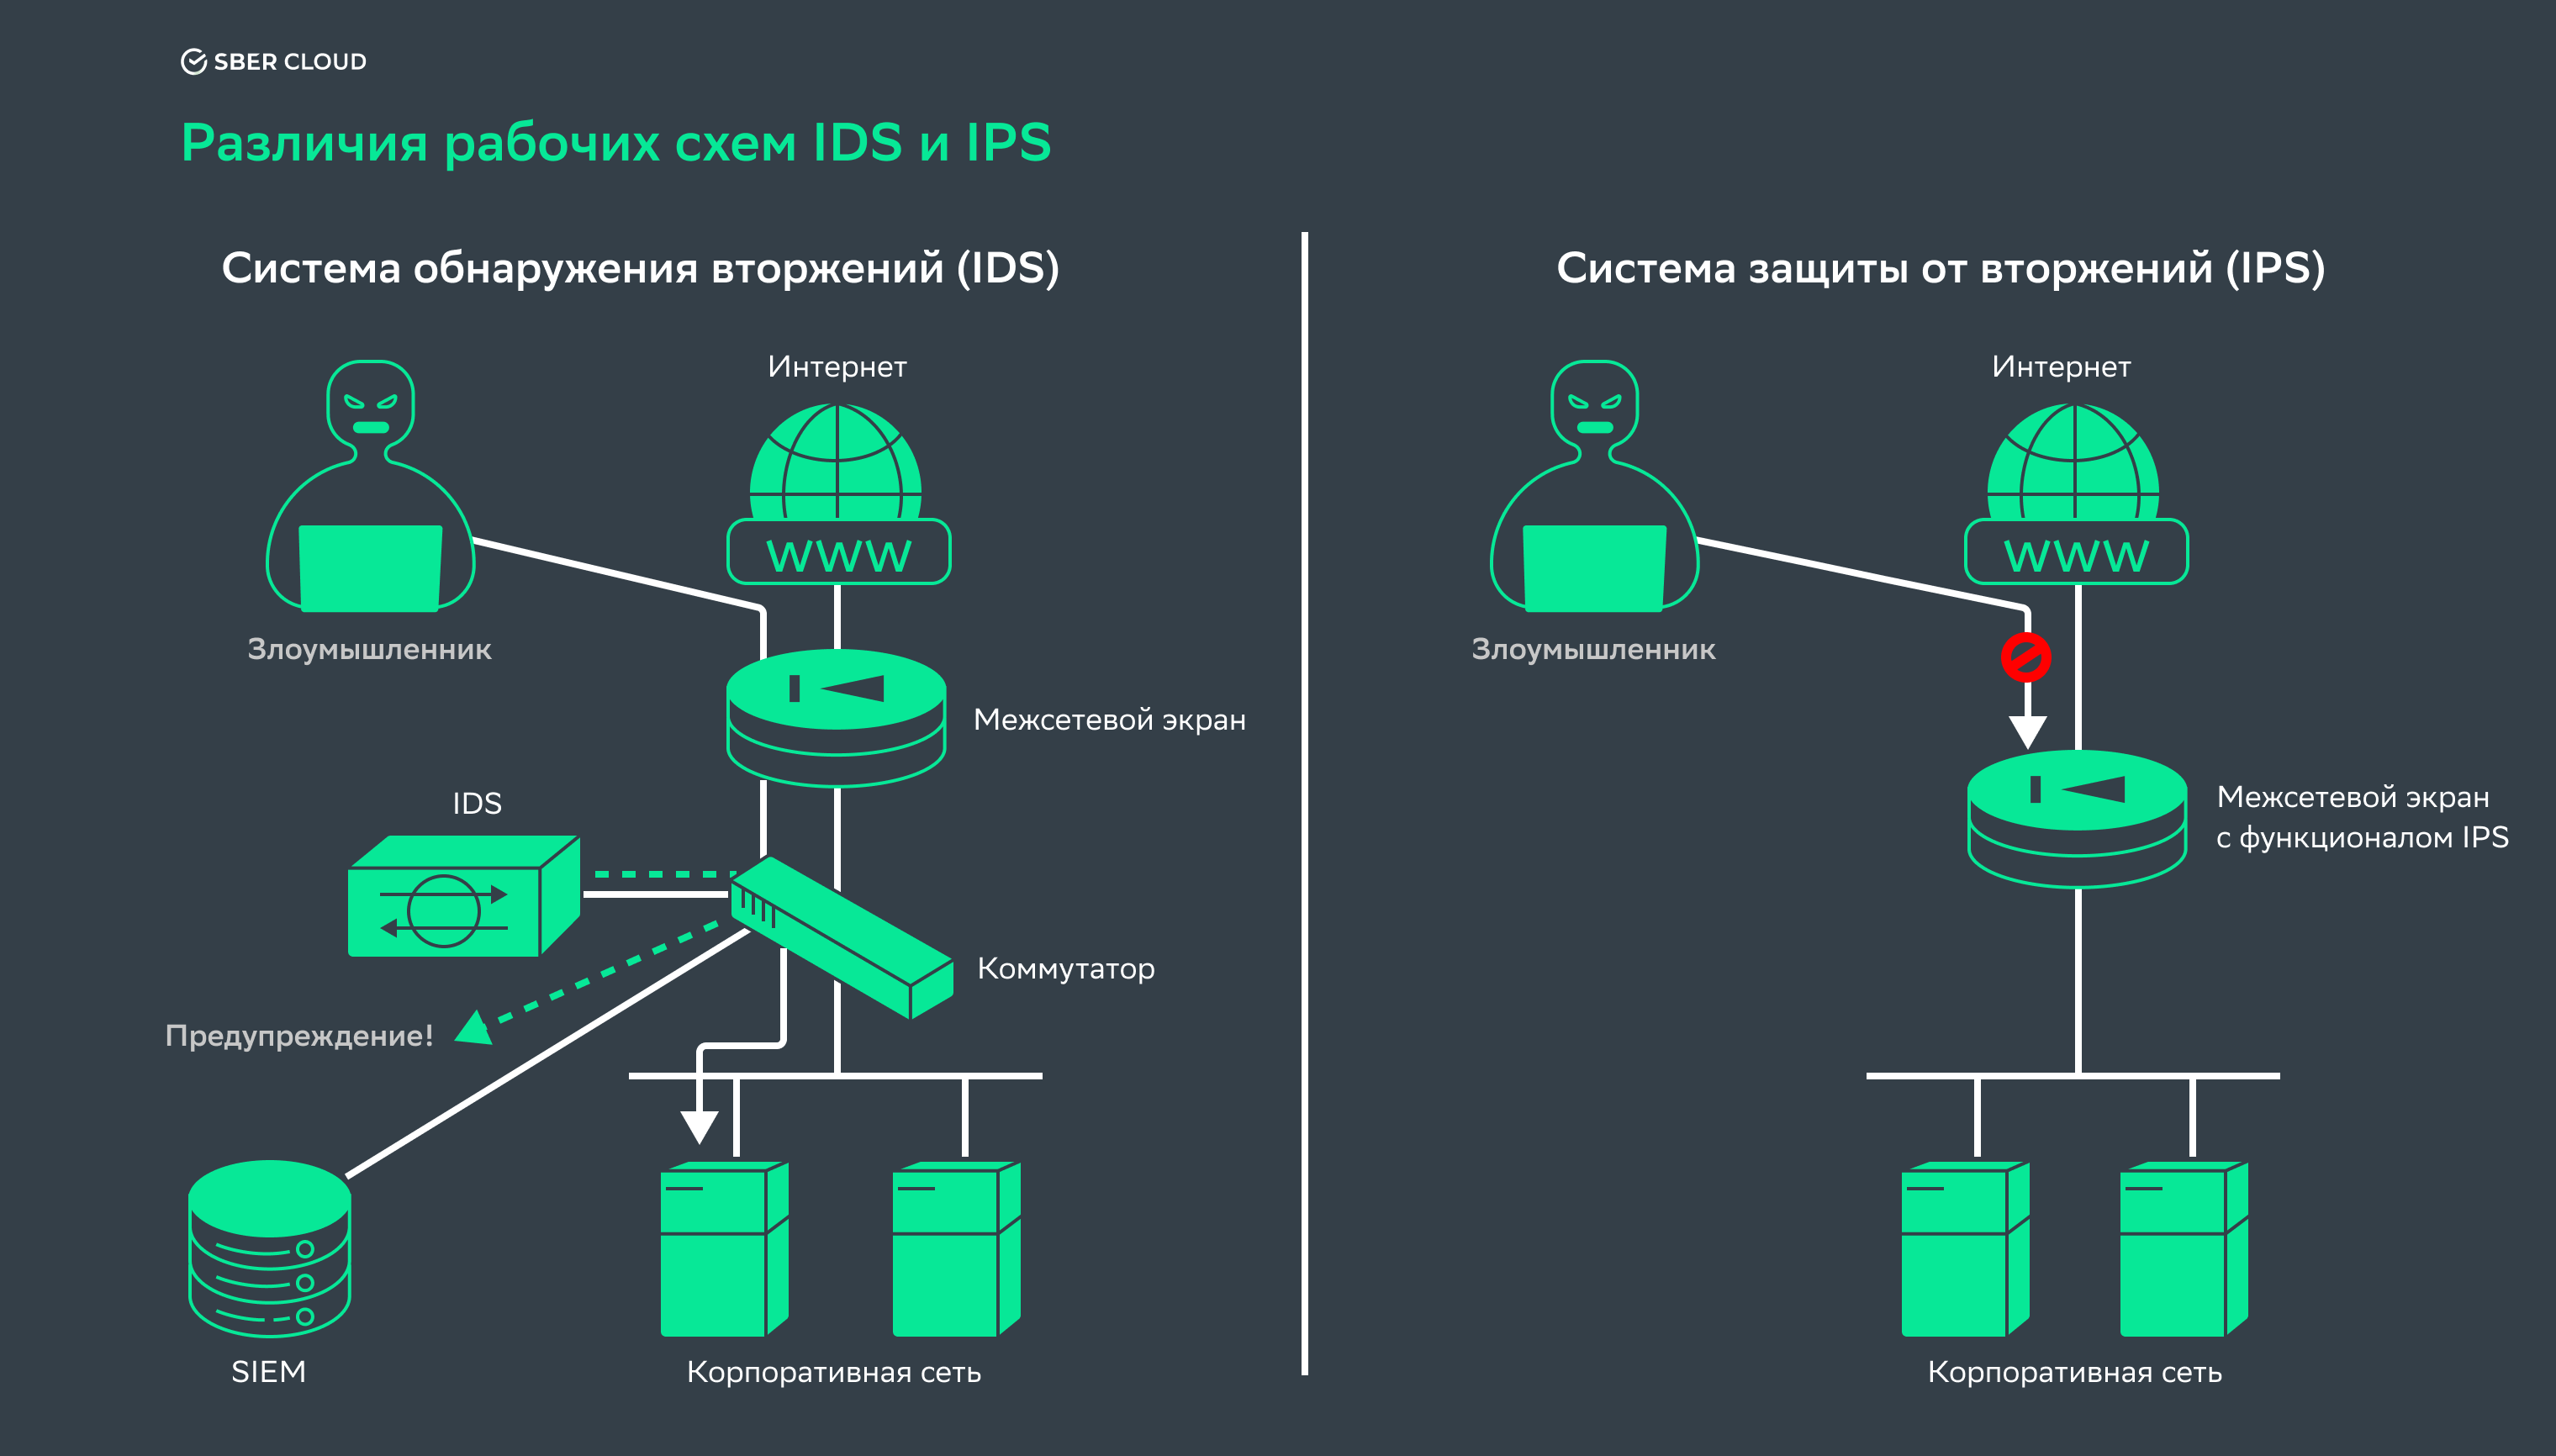 SBER CLOUD
Различия рабочих схем IDS и IPS
Система обнаружения вторжений (IDS)
Интернет
WWW
Злоумышленник
Межсетевой экран
IDS
Коммутатор
Предупреждение!
SIEM
Корпоративная сеть
Система защиты от вторжений (IPS)
Интернет
WWW
Злоумышленник
Межсетевой экран
с функционалом IPS
Корпоративная сеть